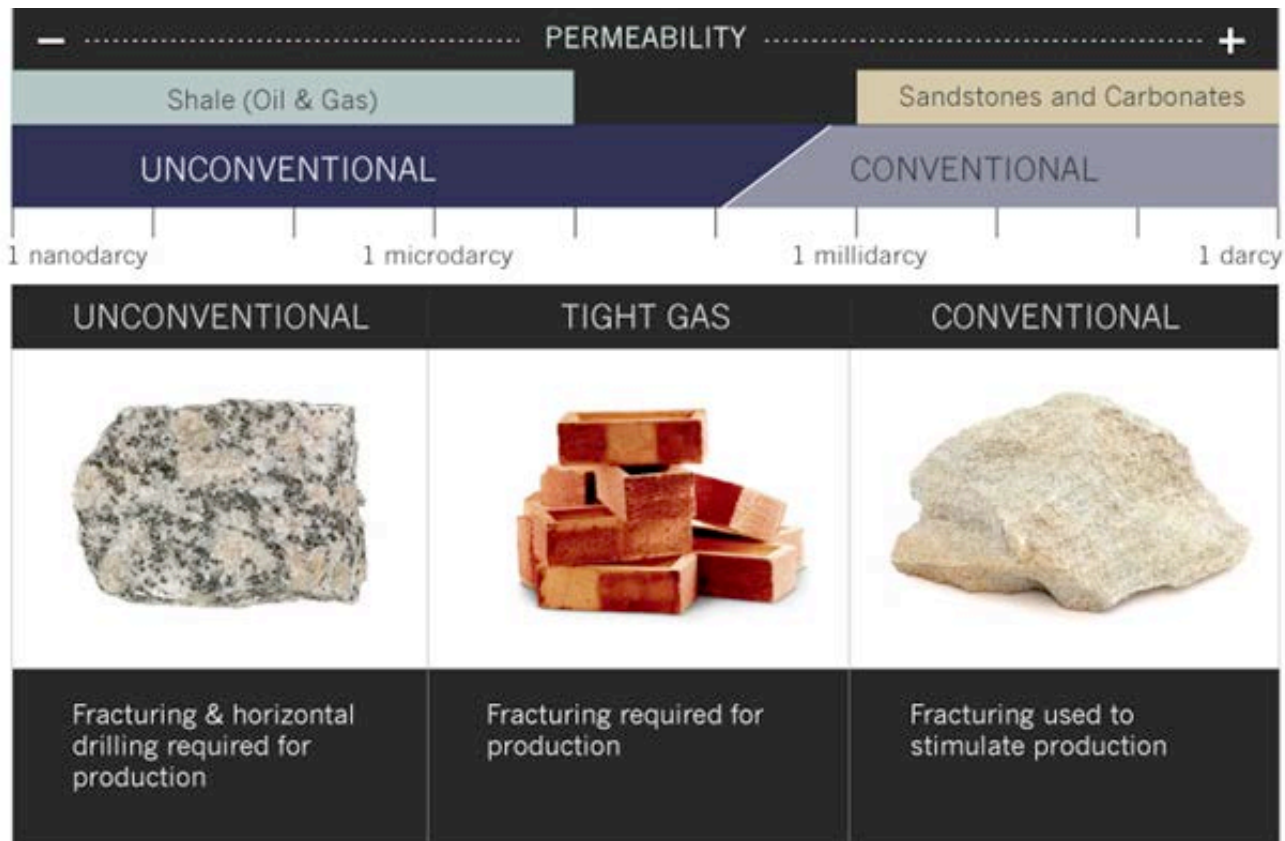 − PERMEABILITY +
Shale (Oil & Gas) Sandstones and Carbonates
UNCONVENTIONAL CONVENTIONAL
1 nanodarcy 1 microdarcy 1 millidarcy 1 darcy
UNCONVENTIONAL TIGHT GAS CONVENTIONAL
Fracturing & horizontal
drilling required for
production
Fracturing required for
production
Fracturing used to
stimulate production